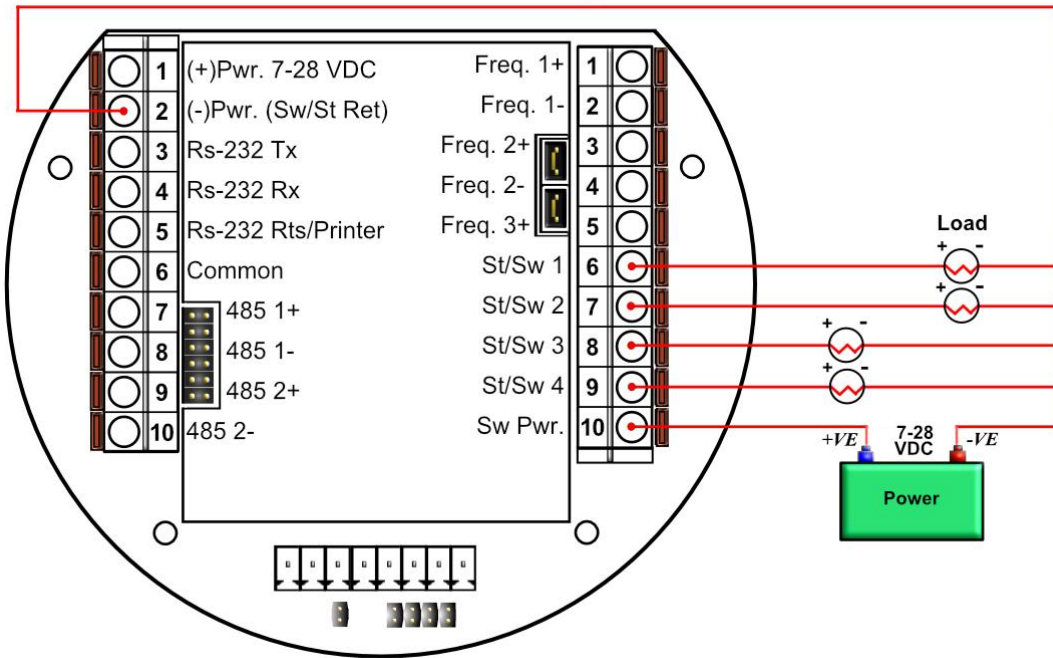 1 (+)Pwr. 7-28 VDC
2 (-)Pwr. (Sw/St Ret)
3 Rs-232 Tx
4 Rs-232 Rx
5 Rs-232 Rts/Printer
6 Common
7 485 1+
8 485 1-
9 485 2+
10 485 2-
Freq. 1+ 1
Freq. 1- 2
Freq. 2+ 3
Freq. 2- 4
Freq. 3+ 5
St/Sw 1 6
St/Sw 2 7
St/Sw 3 8
St/Sw 4 9
Sw Pwr. 10
Load
+ -
+ -
+ -
+ -
+VE 7-28 VDC -VE
Power